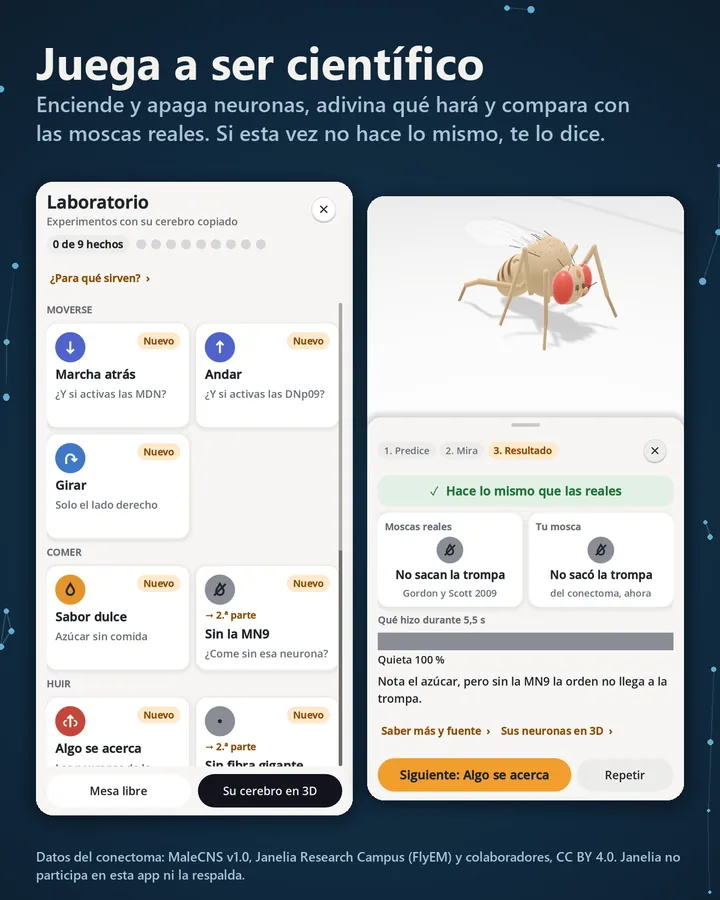 Juega a ser científico
Enciende y apaga neuronas, adivina qué hará y compara con
las moscas reales. Si esta vez no hace lo mismo, te lo dice.
Laboratorio
Experimentos con su cerebro copiado
0 de 9 hechos
¿Para qué sirven? ›
MOVERSE
Nuevo
Marcha atrás
¿Y si activas las MDN?
Nuevo
Andar
¿Y si activas las DNp09?
Nuevo
Girar
Solo el lado derecho
COMER
Nuevo
Sabor dulce
Azúcar sin comida
Nuevo
→ 2.ª parte
Sin la MN9
¿Come sin esa neurona?
HUIR
Nuevo
Algo se acerca
Nuevo
→ 2.ª parte
Sin fibra gigante
Mesa libre
Su cerebro en 3D
1. Predice
2. Mira
3. Resultado
✓ Hace lo mismo que las reales
Moscas reales
No sacan la trompa
Gordon y Scott 2009
Tu mosca
No sacó la trompa
del conectoma, ahora
Qué hizo durante 5,5 s
Quieta 100 %
Nota el azúcar, pero sin la MN9 la orden no llega a la
trompa.
Saber más y fuente ›
Sus neuronas en 3D ›
Siguiente: Algo se acerca
Repetir
Datos del conectoma: MaleCNS v1.0, Janelia Research Campus (FlyEM) y colaboradores, CC BY 4.0. Janelia no
participa en esta app ni la respalda.